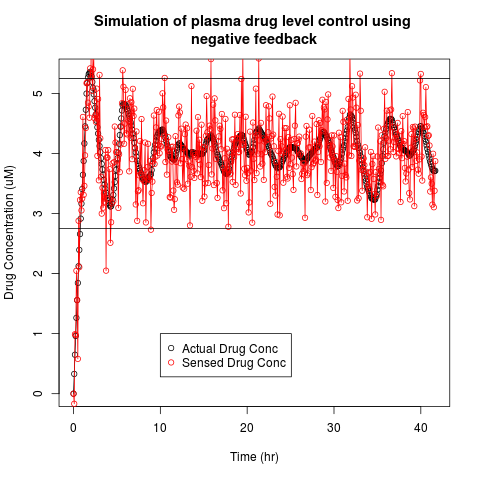 Simulation of plasma drug level control using
negative feedback
Drug Concentration (uM)
5
4
3
2
1
0
Actual Drug Conc
Sensed Drug Conc
0 10 20 30 40
Time (hr)